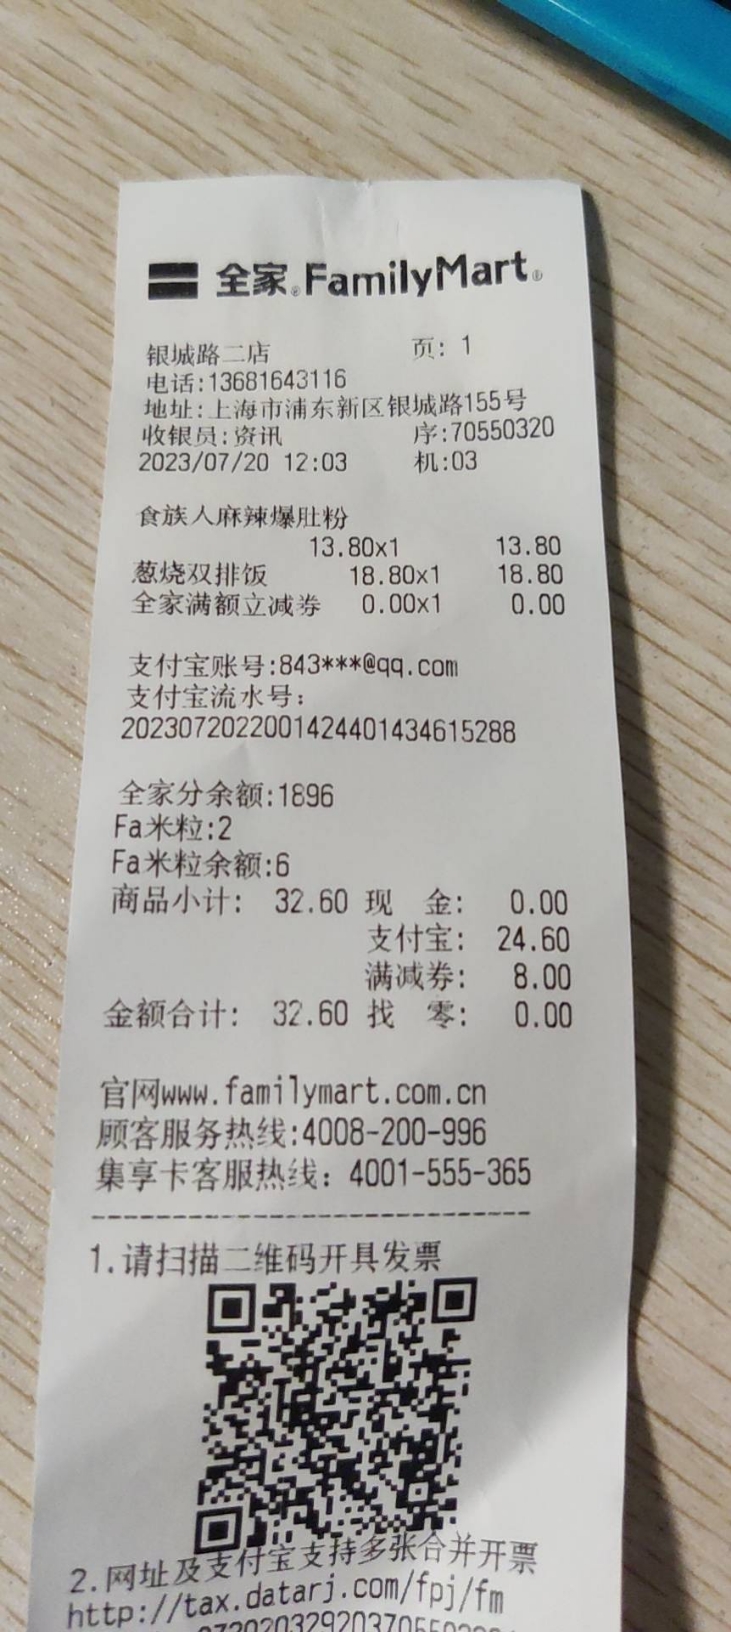 全家 FamilyMart
银城路二店 页: 1
电话:13681643116
地址:上海市浦东新区银城路155号
收银员:资讯 序:70550320
2023/07/20 12:03 机:03
食族人麻辣爆肚粉
13.80x1 13.80
葱烧双排饭 18.80x1 18.80
全家满额立减券 0.00x1 0.00
支付宝账号:843***@qq.com
支付宝流水号:
2023072022001424401434615288
全家分余额:1896
Fa米粒:2
Fa米粒余额:6
商品小计: 32.60 现 金: 0.00
支付宝: 24.60
满减券: 8.00
金额合计: 32.60 找 零: 0.00
官网www.familymart.com.cn
顾客服务热线:4008-200-996
集享卡客服热线: 4001-555-365
1.请扫描二维码开具发票
2.网址及支付宝支持多张合并开票
http://tax.datarj.com/fpj/fm